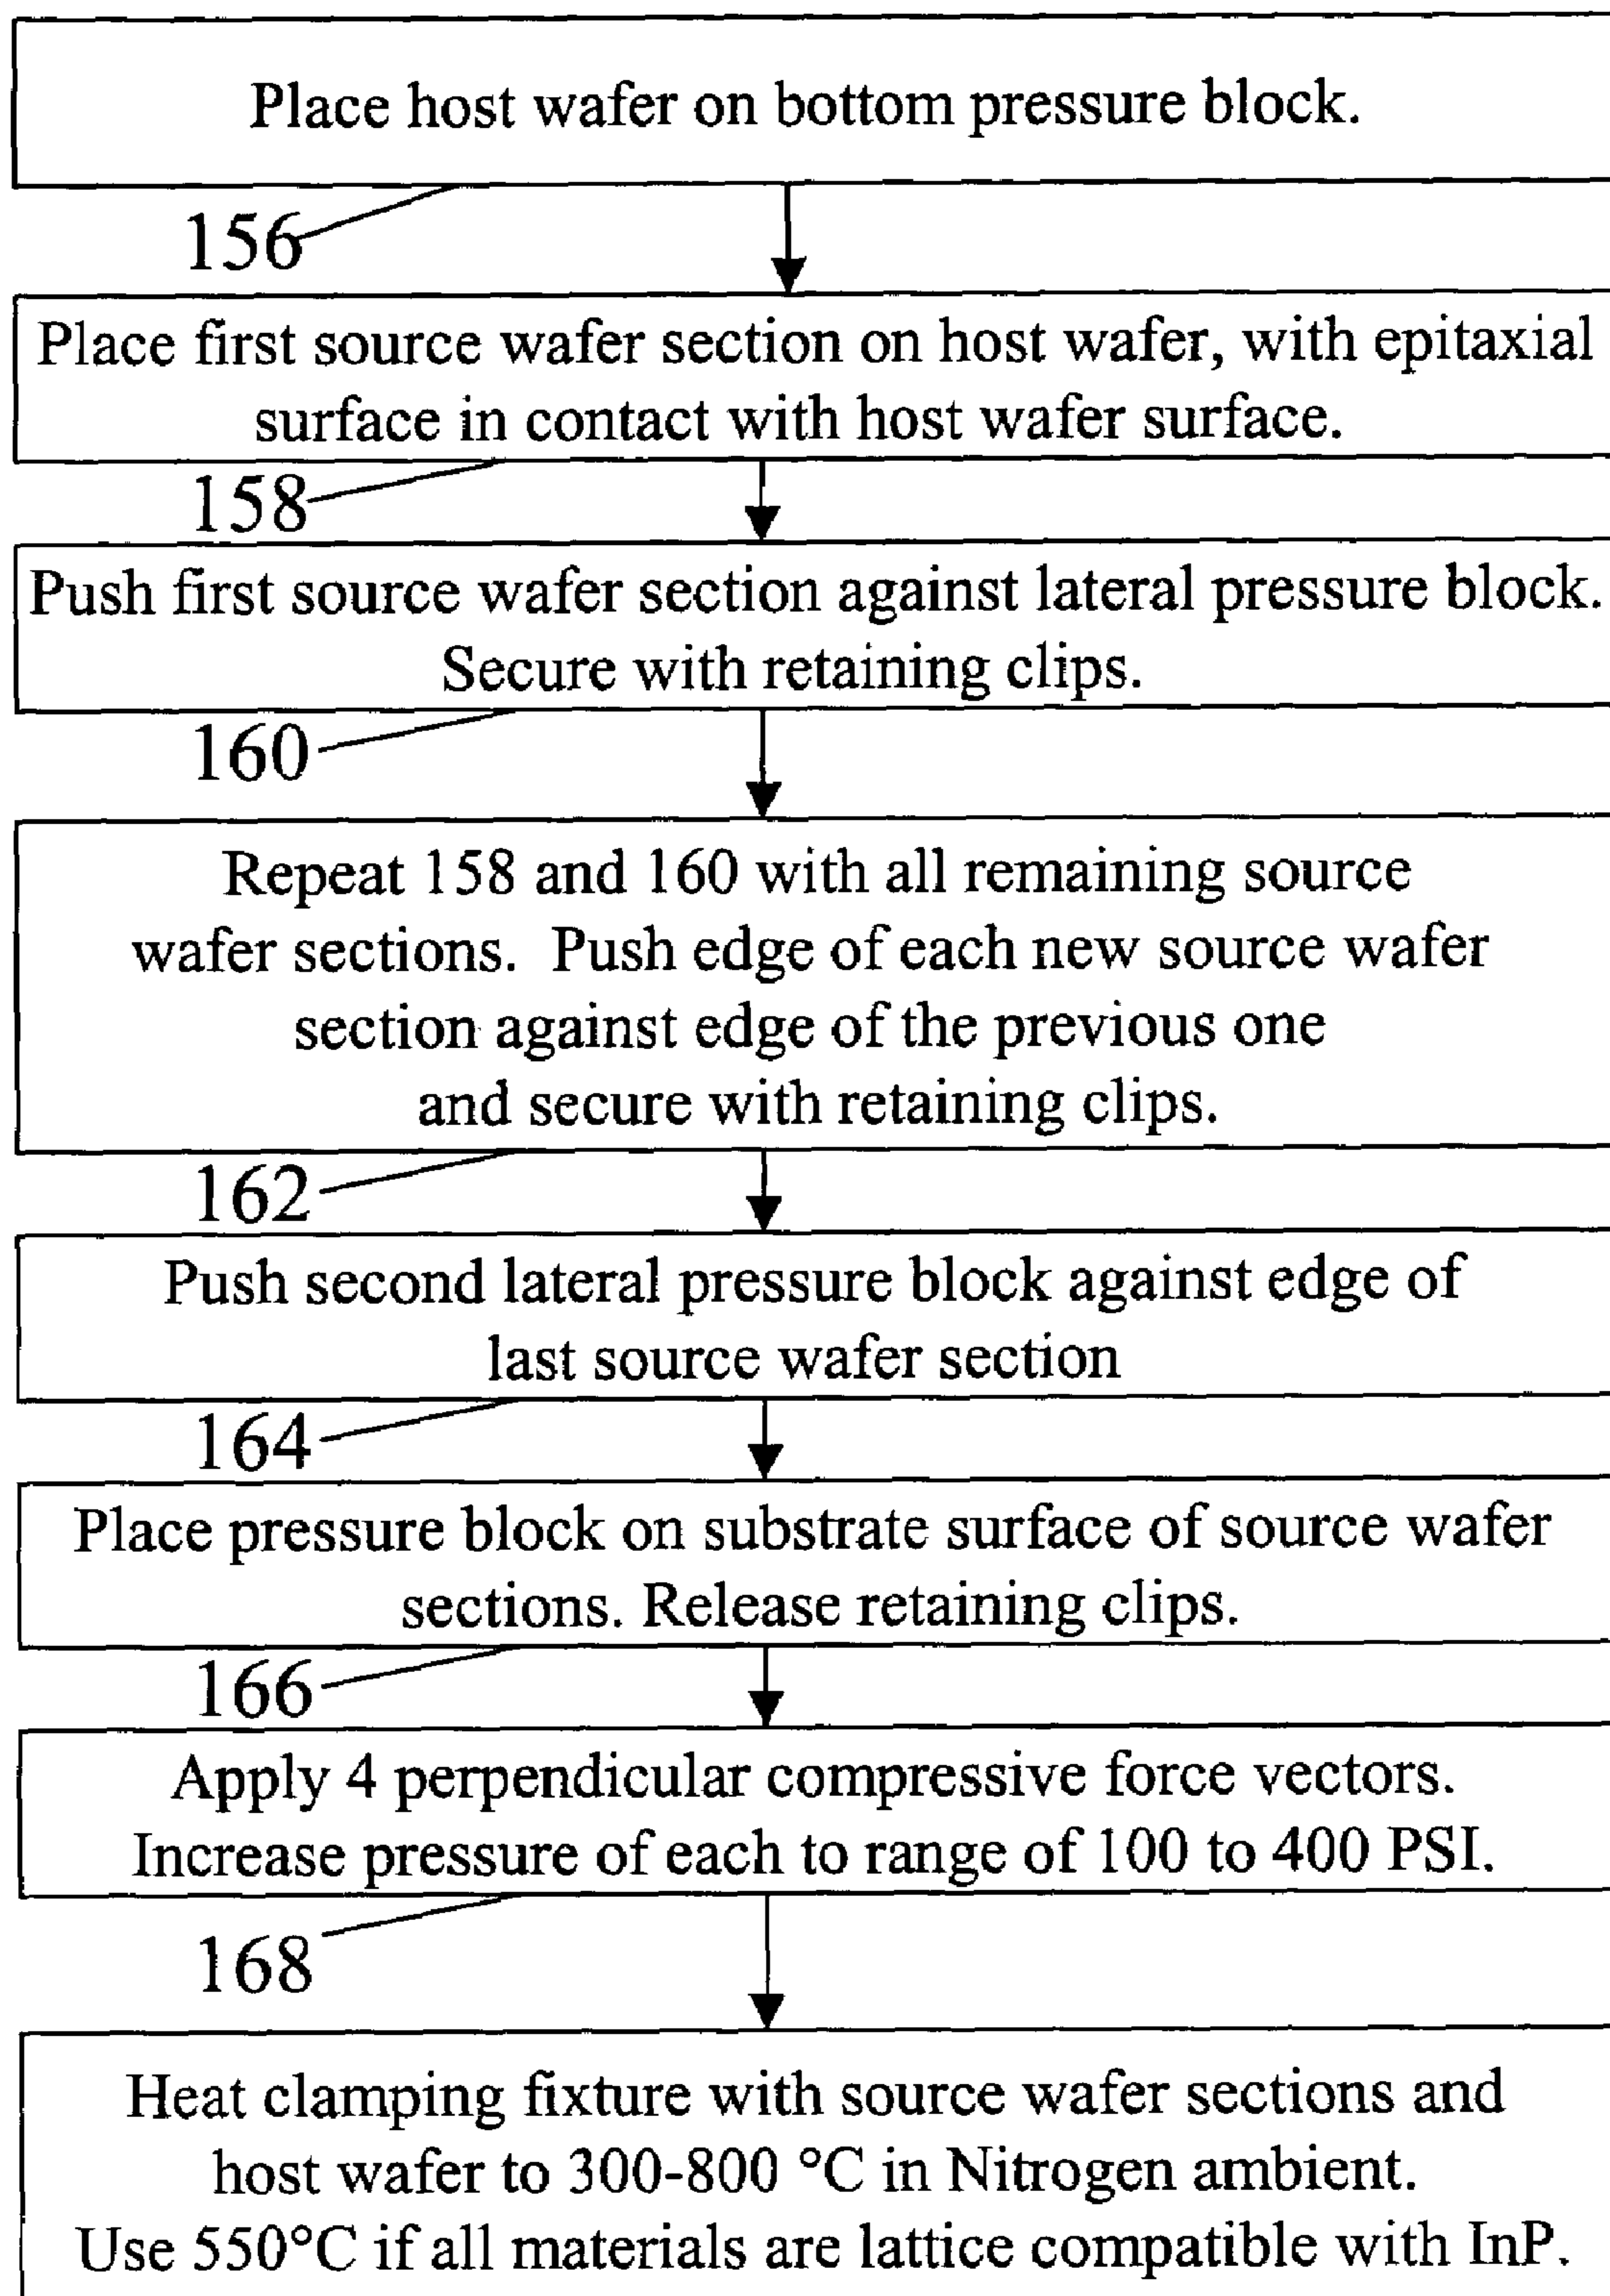 Place host wafer on bottom pressure block.
156
Place first source wafer section on host wafer, with epitaxial
surface in contact with host wafer surface.
158
Push first source wafer section against lateral pressure block.
Secure with retaining clips.
160
Repeat 158 and 160 with all remaining source
wafer sections. Push edge of each new source wafer
section against edge of the previous one
and secure with retaining clips.
162
Push second lateral pressure block against edge of
last source wafer section
164
Place pressure block on substrate surface of source wafer
sections. Release retaining clips.
166
Apply 4 perpendicular compressive force vectors.
Increase pressure of each to range of 100 to 400 PSI.
168
Heat clamping fixture with source wafer sections and
host wafer to 300-800 °C in Nitrogen ambient.
Use 550°C if all materials are lattice compatible with InP.